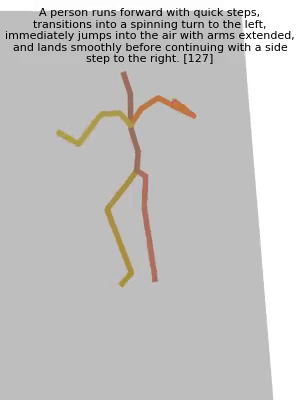 A person runs forward with quick steps,
transitions into a spinning turn to the left,
immediately jumps into the air with arms extended,
and lands smoothly before continuing with a side
step to the right. [127]